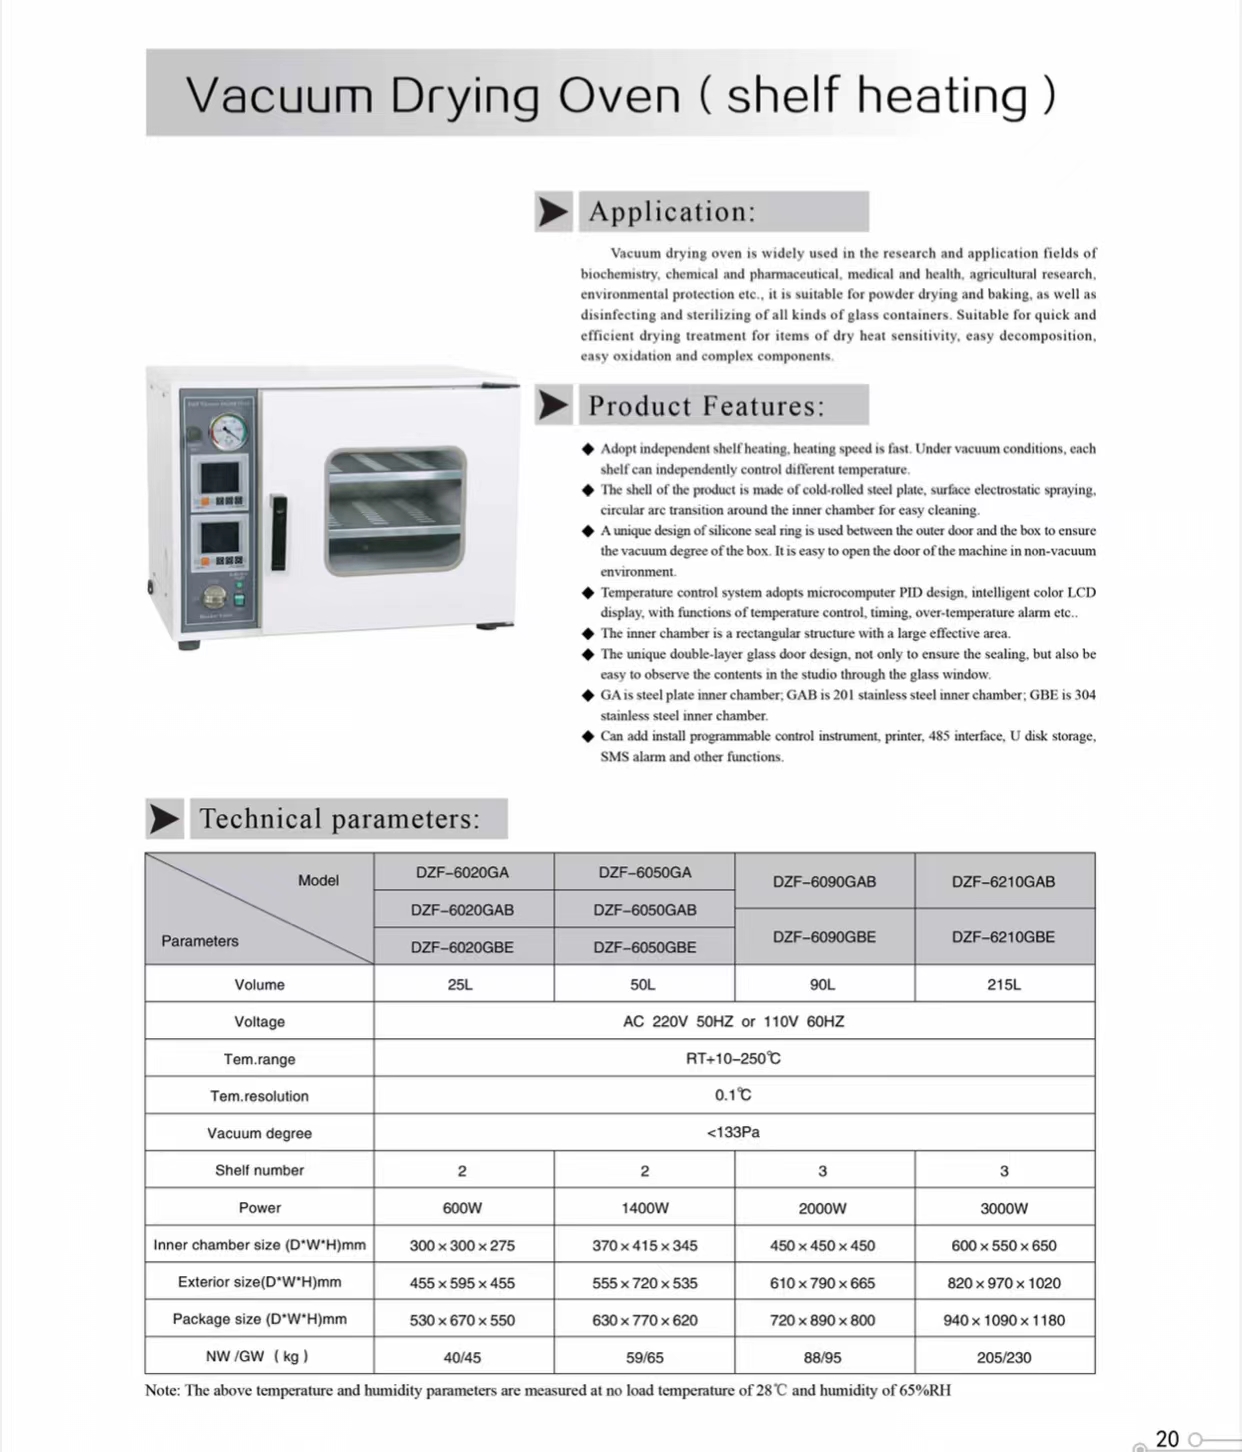 Vacuum Drying Oven ( shelf heating )
Application:
Vacuum drying oven is widely used in the research and application fields of
biochemistry, chemical and pharmaceutical, medical and health, agricultural research,
environmental protection etc., it is suitable for powder drying and baking, as well as
disinfecting and sterilizing of all kinds of glass containers. Suitable for quick and
efficient drying treatment for items of dry heat sensitivity, easy decomposition,
easy oxidation and complex components.
Product Features:
◆ Adopt independent shelf heating, heating speed is fast. Under vacuum conditions, each
shelf can independently control different temperature.
◆ The shell of the product is made of cold-rolled steel plate, surface electrostatic spraying,
circular arc transition around the inner chamber for easy cleaning.
◆ A unique design of silicone seal ring is used between the outer door and the box to ensure
the vacuum degree of the box. It is easy to open the door of the machine in non-vacuum
environment.
◆ Temperature control system adopts microcomputer PID design, intelligent color LCD
display, with functions of temperature control, timing, over-temperature alarm etc..
◆ The inner chamber is a rectangular structure with a large effective area.
◆ The unique double-layer glass door design, not only to ensure the sealing, but also be
easy to observe the contents in the studio through the glass window.
◆ GA is steel plate inner chamber; GAB is 201 stainless steel inner chamber; GBE is 304
stainless steel inner chamber.
◆ Can add install programmable control instrument, printer, 485 interface, U disk storage,
SMS alarm and other functions.
Technical parameters:
Model DZF-6020GA DZF-6050GA DZF-6090GAB DZF-6210GAB
DZF-6020GAB DZF-6050GAB
Parameters DZF-6020GBE DZF-6050GBE DZF-6090GBE DZF-6210GBE
Volume 25L 50L 90L 215L
Voltage AC 220V 50HZ or 110V 60HZ
Tem.range RT+10-250℃
Tem.resolution 0.1℃
Vacuum degree <133Pa
Shelf number 2 2 3 3
Power 600W 1400W 2000W 3000W
Inner chamber size (D*W*H)mm 300×300×275 370×415×345 450×450×450 600×550×650
Exterior size(D*W*H)mm 455×595×455 555×720×535 610×790×665 820×970×1020
Package size (D*W*H)mm 530×670×550 630×770×620 720×890×800 940×1090×1180
NW /GW ( kg ) 40/45 59/65 88/95 205/230
Note: The above temperature and humidity parameters are measured at no load temperature of 28℃ and humidity of 65%RH
20